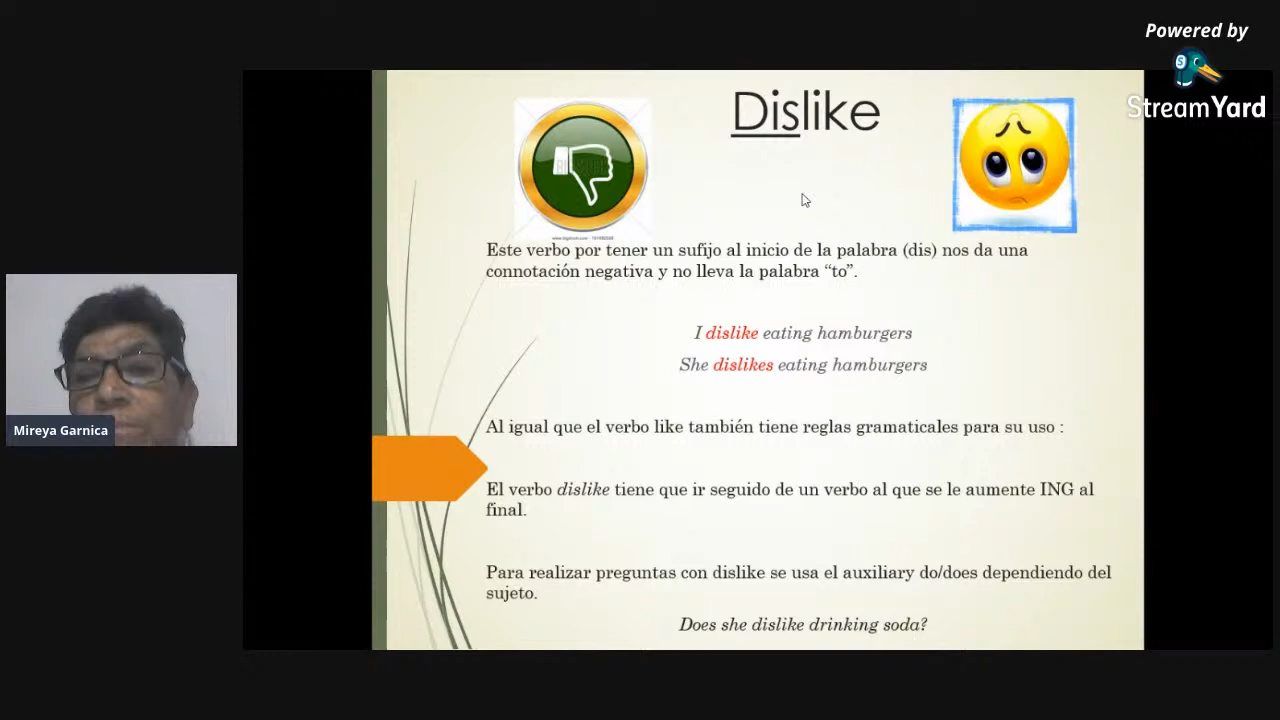 Powered by
StreamYard
Dislike
Este verbo por tener un sufijo al inicio de la palabra (dis) nos da una
connotación negativa y no lleva la palabra “to”.
I dislike eating hamburgers
She dislikes eating hamburgers
Al igual que el verbo like también tiene reglas gramaticales para su uso :
El verbo dislike tiene que ir seguido de un verbo al que se le aumente ING al
final.
Para realizar preguntas con dislike se usa el auxiliary do/does dependiendo del
sujeto.
Does she dislike drinking soda?
Mireya Garnica